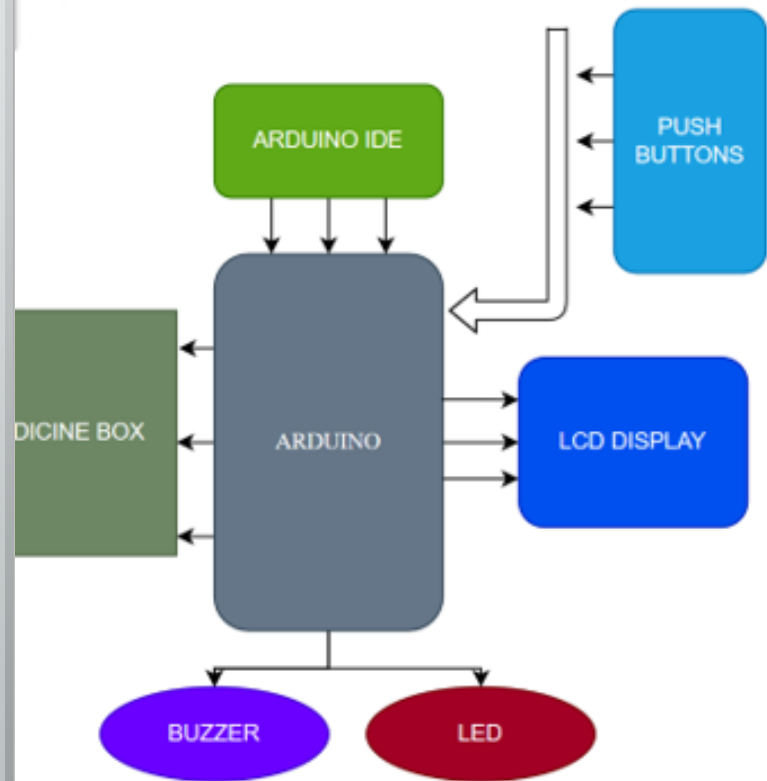 ARDUINO IDE
PUSH
BUTTONS
DICINE BOX
ARDUINO
LCD DISPLAY
BUZZER
LED